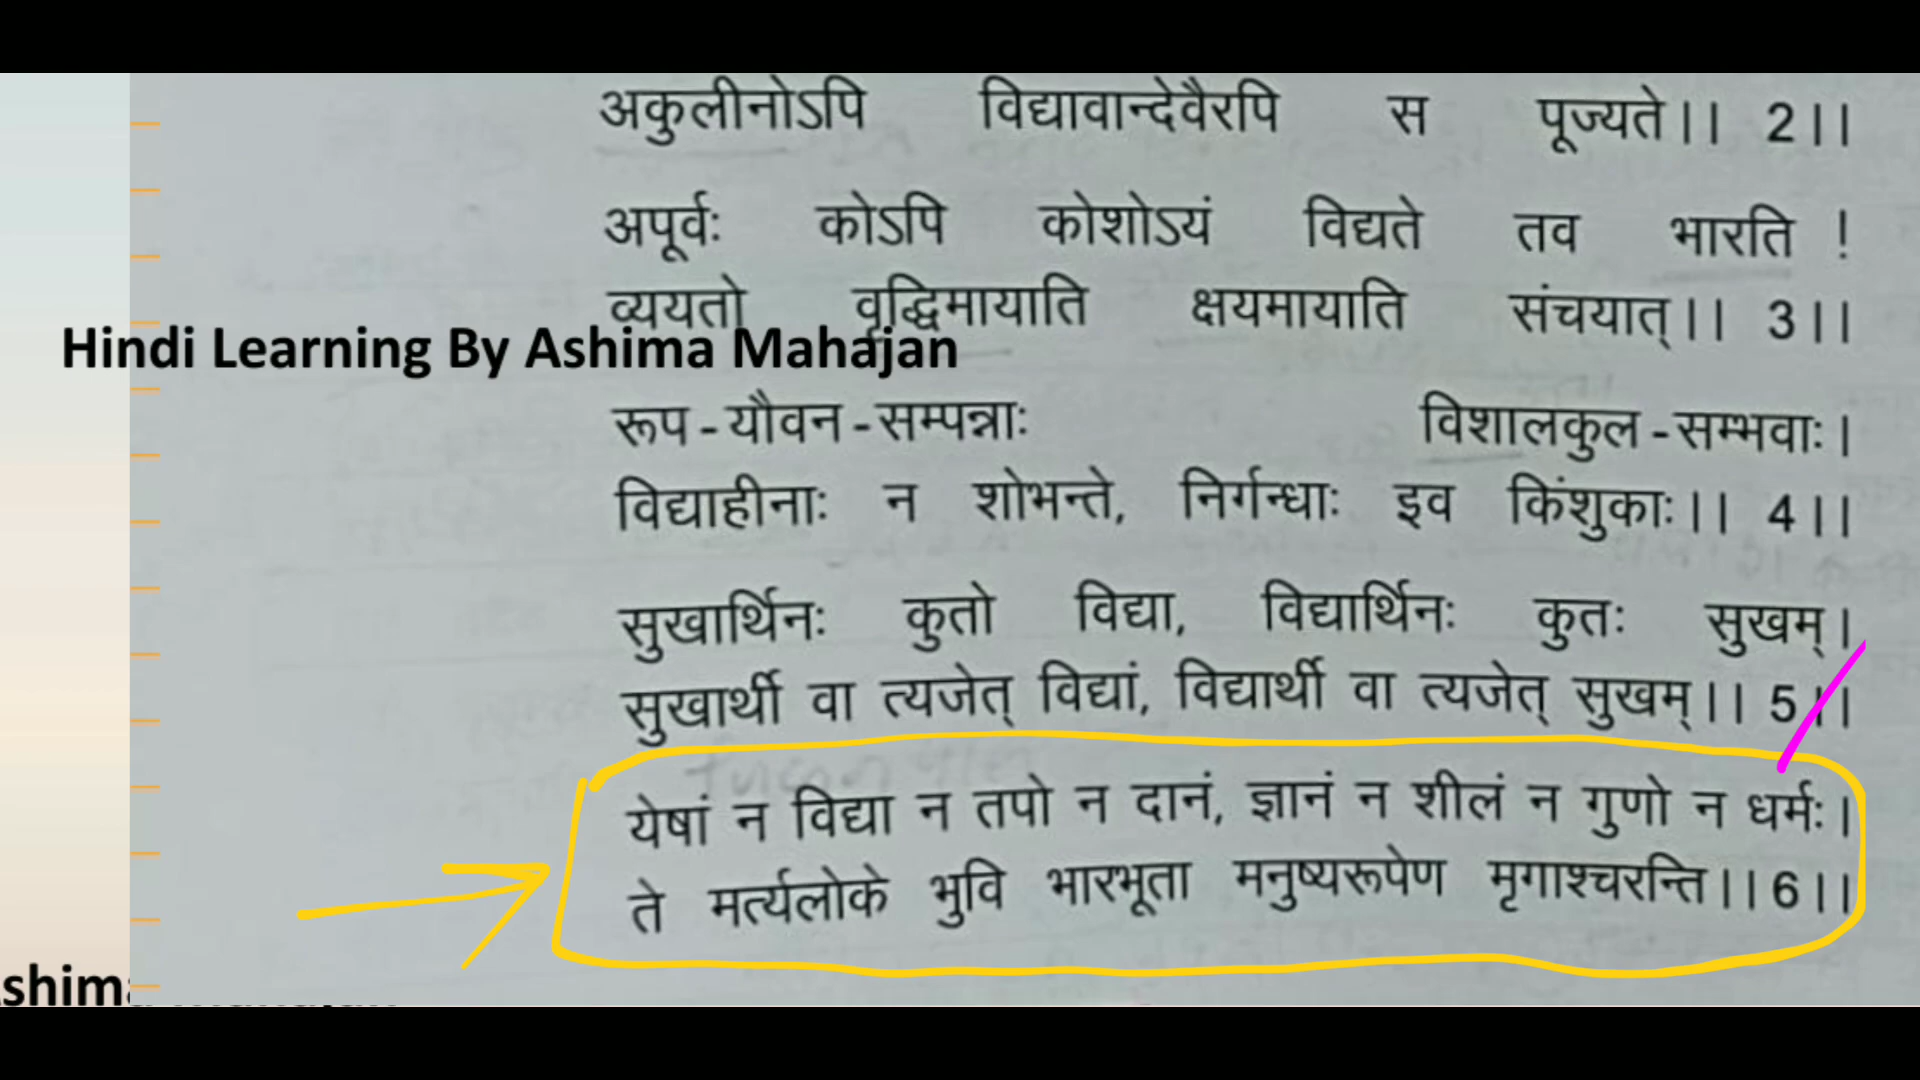 अकुलीनोऽपि विद्यावान्देवैरपि स पूज्यते।। 2।।
अपूर्वः कोऽपि कोशोऽयं विद्यते तव भारति !
व्ययतो वृद्धिमायाति क्षयमायाति संचयात्।। 3।।
Hindi Learning By Ashima Mahajan
रूप-यौवन-सम्पन्नाः विशालकुल-सम्भवाः।
विद्याहीनाः न शोभन्ते, निर्गन्धाः इव किंशुकाः।। 4।।
सुखार्थिनः कुतो विद्या, विद्यार्थिनः कुतः सुखम्।
सुखार्थी वा त्यजेत् विद्यां, विद्यार्थी वा त्यजेत् सुखम्।। 5।।
येषां न विद्या न तपो न दानं, ज्ञानं न शीलं न गुणो न धर्मः।
ते मर्त्यलोके भुवि भारभूता मनुष्यरूपेण मृगाश्चरन्ति।।6।।